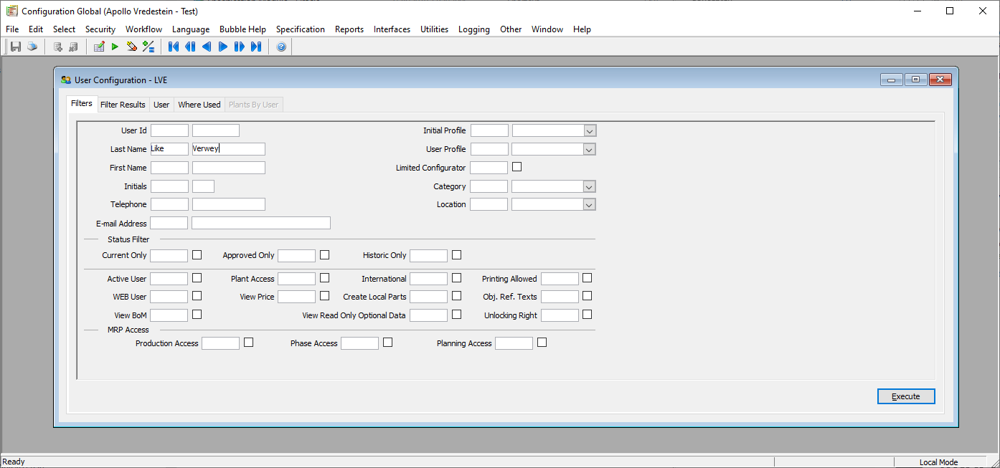 Configuration Global (Apollo Vredestein - Test)
File Edit Select Security Workflow Language Bubble Help Specification Reports Interfaces Utilities Logging Other Window Help
User Configuration - LVE
Filters Filter Results User Where Used Plants By User
User Id Initial Profile
Last Name Like Verwey User Profile
First Name Limited Configurator
Initials Category
Telephone Location
E-mail Address
Status Filter
Current Only Approved Only Historic Only
Active User Plant Access International Printing Allowed
WEB User View Price Create Local Parts Obj. Ref. Texts
View BoM View Read Only Optional Data Unlocking Right
MRP Access
Production Access Phase Access Planning Access
Execute
Ready Local Mode